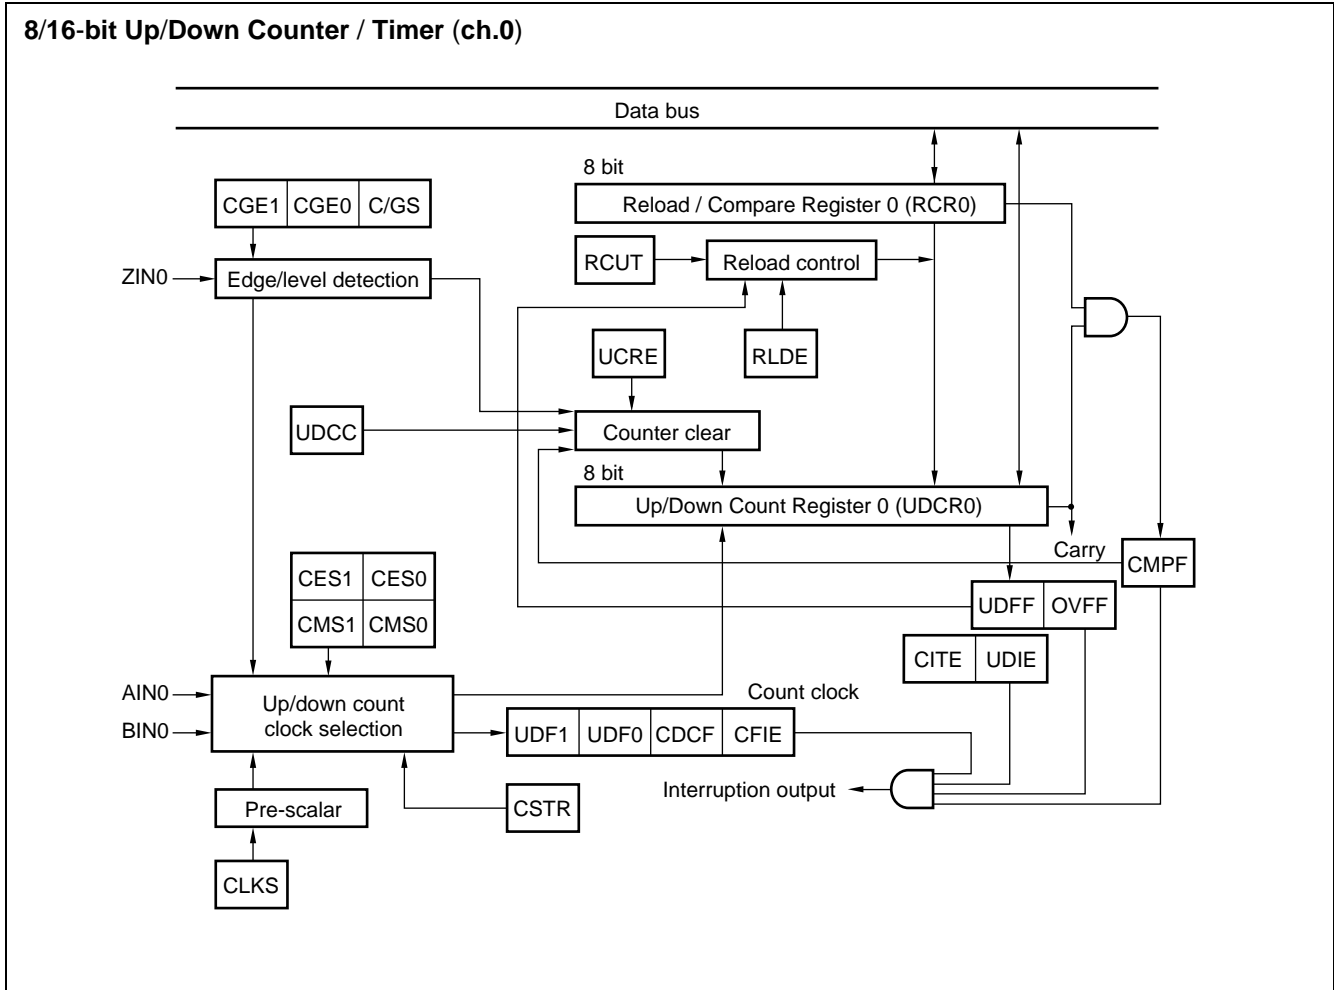 8/16-bit Up/Down Counter / Timer (ch.0)
Data bus
8 bit
CGE1 CGE0 C/GS
Reload / Compare Register 0 (RCR0)
RCUT
Reload control
ZIN0
Edge/level detection
UCRE
RLDE
UDCC
Counter clear
8 bit
Up/Down Count Register 0 (UDCR0)
Carry
CMPF
CES1 CES0
CMS1 CMS0
UDFF OVFF
CITE UDIE
AIN0
BIN0
Up/down count
clock selection
Count clock
UDF1 UDF0 CDCF CFIE
Interruption output
Pre-scalar
CSTR
CLKS